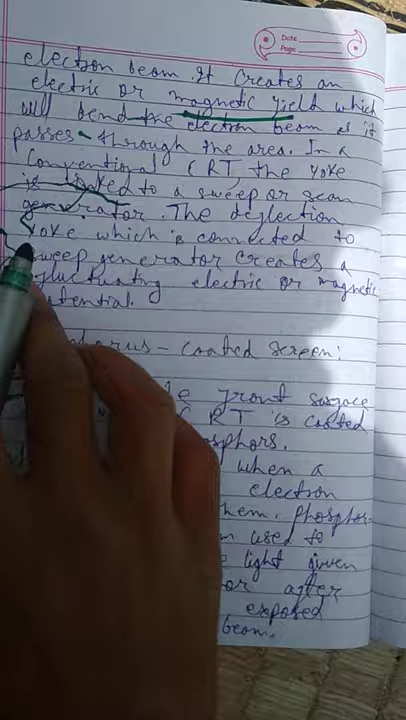 Date
Page
electron beam. It creates an
electric or magnetic yield which
will bend the electron beam as it
passes through the area. In a
Conventional CRT, the yoke
is linked to a sweep or scan
generator. The deflection
yoke which is connected to
sweep generator creates a
fluctuating electric or magnetic
potential.
- coated screen:
front surface
CRT is coated
when a
electron
them. Phosphor-
used to
light given
or after
exposed
beam.